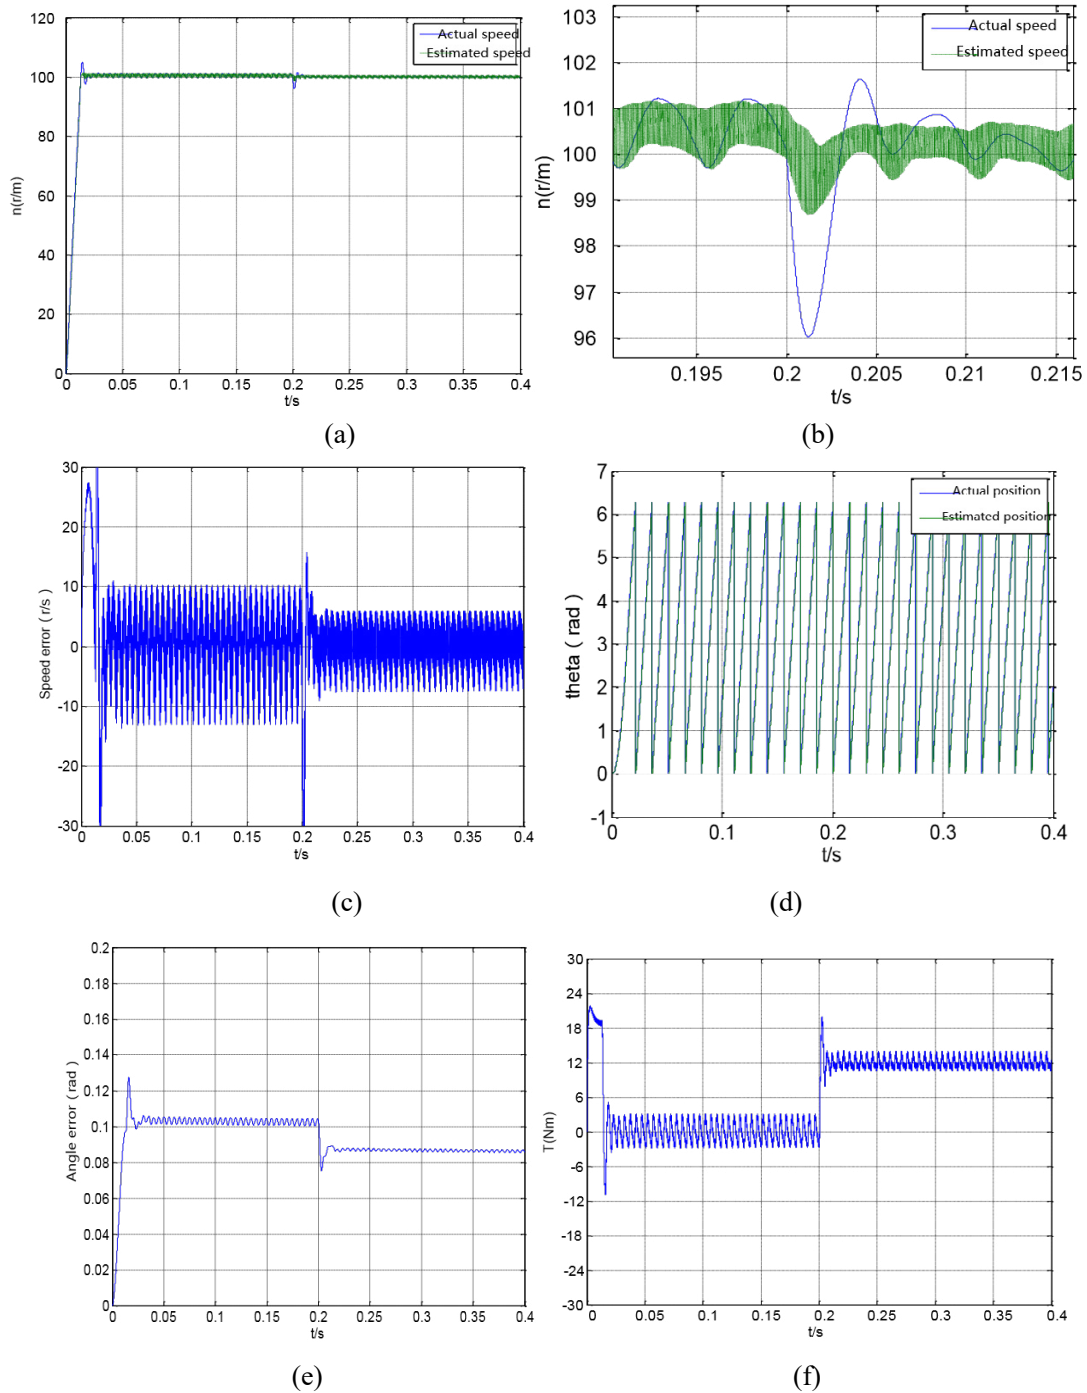 120
100
80
60
40
20
0
n(r/m)
Actual speed
Estimated speed
0 0.05 0.1 0.15 0.2 0.25 0.3 0.35 0.4
t/s
(a)
103
102
101
100
99
98
97
96
n(r/m)
Actual speed
Estimated speed
0.195 0.2 0.205 0.21 0.215
t/s
(b)
30
20
10
0
-10
-20
-30
Speed error ( r/s )
0 0.05 0.1 0.15 0.2 0.25 0.3 0.35 0.4
t/s
(c)
7
6
5
4
3
2
1
0
-1
theta ( rad )
Actual position
Estimated position
0 0.1 0.2 0.3 0.4
t/s
(d)
0.2
0.18
0.16
0.14
0.12
0.1
0.08
0.06
0.04
0.02
0
Angle error ( rad )
0 0.05 0.1 0.15 0.2 0.25 0.3 0.35 0.4
t/s
(e)
30
24
18
12
6
0
-6
-12
-18
-24
-30
T(Nm)
0 0.05 0.1 0.15 0.2 0.25 0.3 0.35 0.4
t/s
(f)